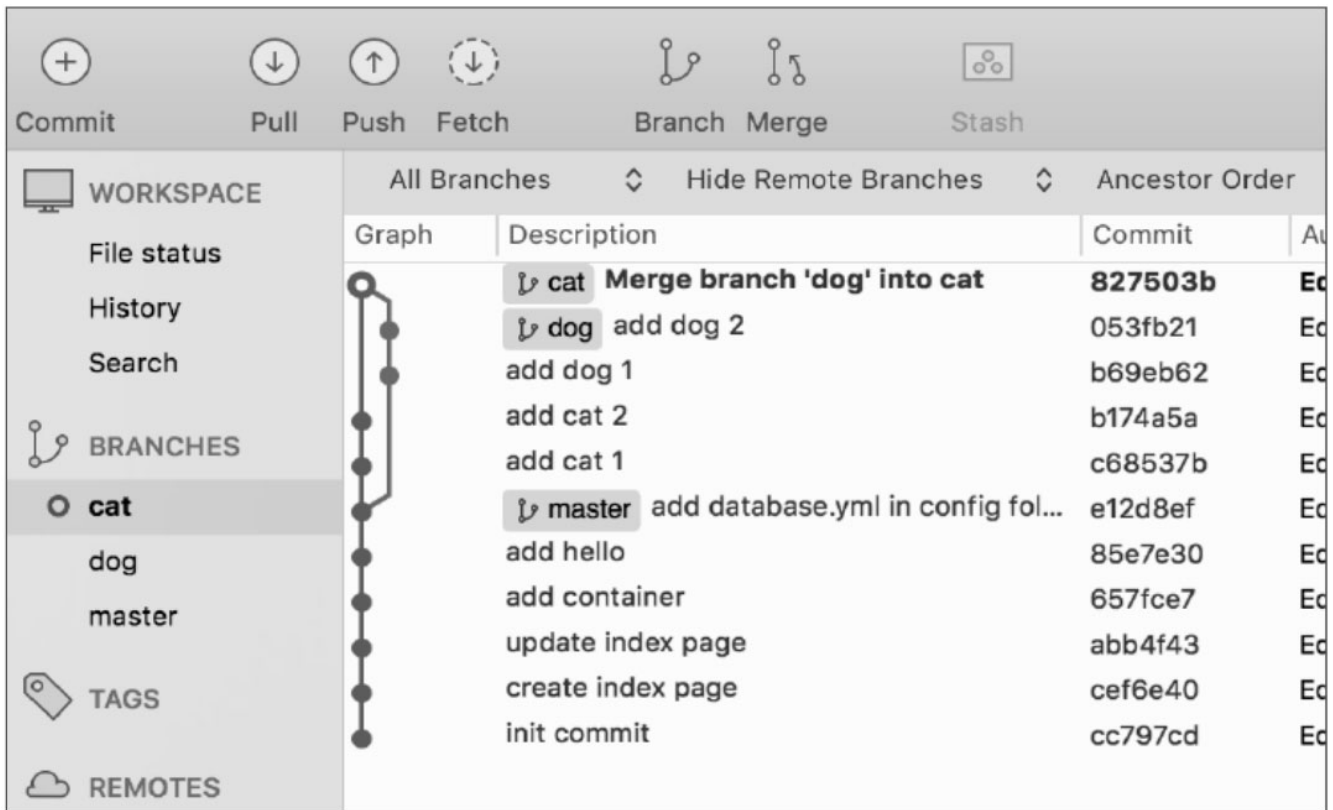 Commit Pull Push Fetch Branch Merge Stash
WORKSPACE
File status
History
Search
BRANCHES
cat
dog
master
TAGS
REMOTES
All Branches Hide Remote Branches Ancestor Order
Graph Description Commit
cat Merge branch 'dog' into cat 827503b
dog add dog 2 053fb21
add dog 1 b69eb62
add cat 2 b174a5a
add cat 1 c68537b
master add database.yml in config fol... e12d8ef
add hello 85e7e30
add container 657fce7
update index page abb4f43
create index page cef6e40
init commit cc797cd